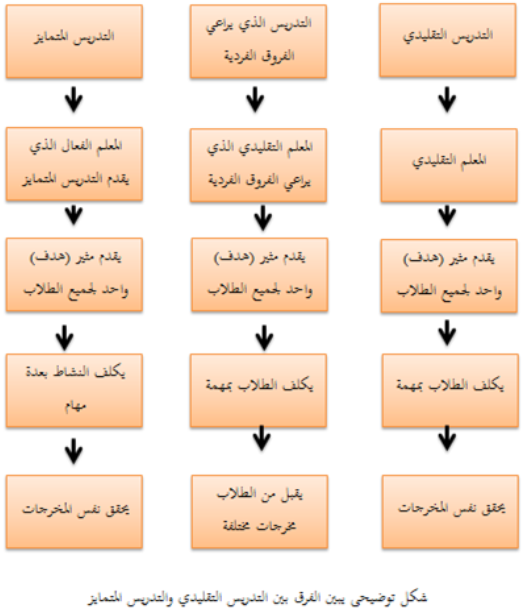 التدريس التقليدي
التدريس الذي يراعي
الفروق الفردية
التدريس المتمايز
المعلم التقليدي
المعلم التقليدي الذي
يراعي الفروق الفردية
المعلم الفعال الذي
يقدم التدريس المتمايز
يقدم مثير (هدف)
واحد لجميع الطلاب
يقدم مثير (هدف)
واحد لجميع الطلاب
يقدم مثير (هدف)
واحد لجميع الطلاب
يكلف الطلاب بمهمة
يكلف الطلاب بمهمة
يكلف النشاط بعدة
مهام
يحقق نفس المخرجات
يقبل من الطلاب
مخرجات مختلفة
يحقق نفس المخرجات
شكل توضيحي يبين الفرق بين التدريس التقليدي والتدريس المتمايز